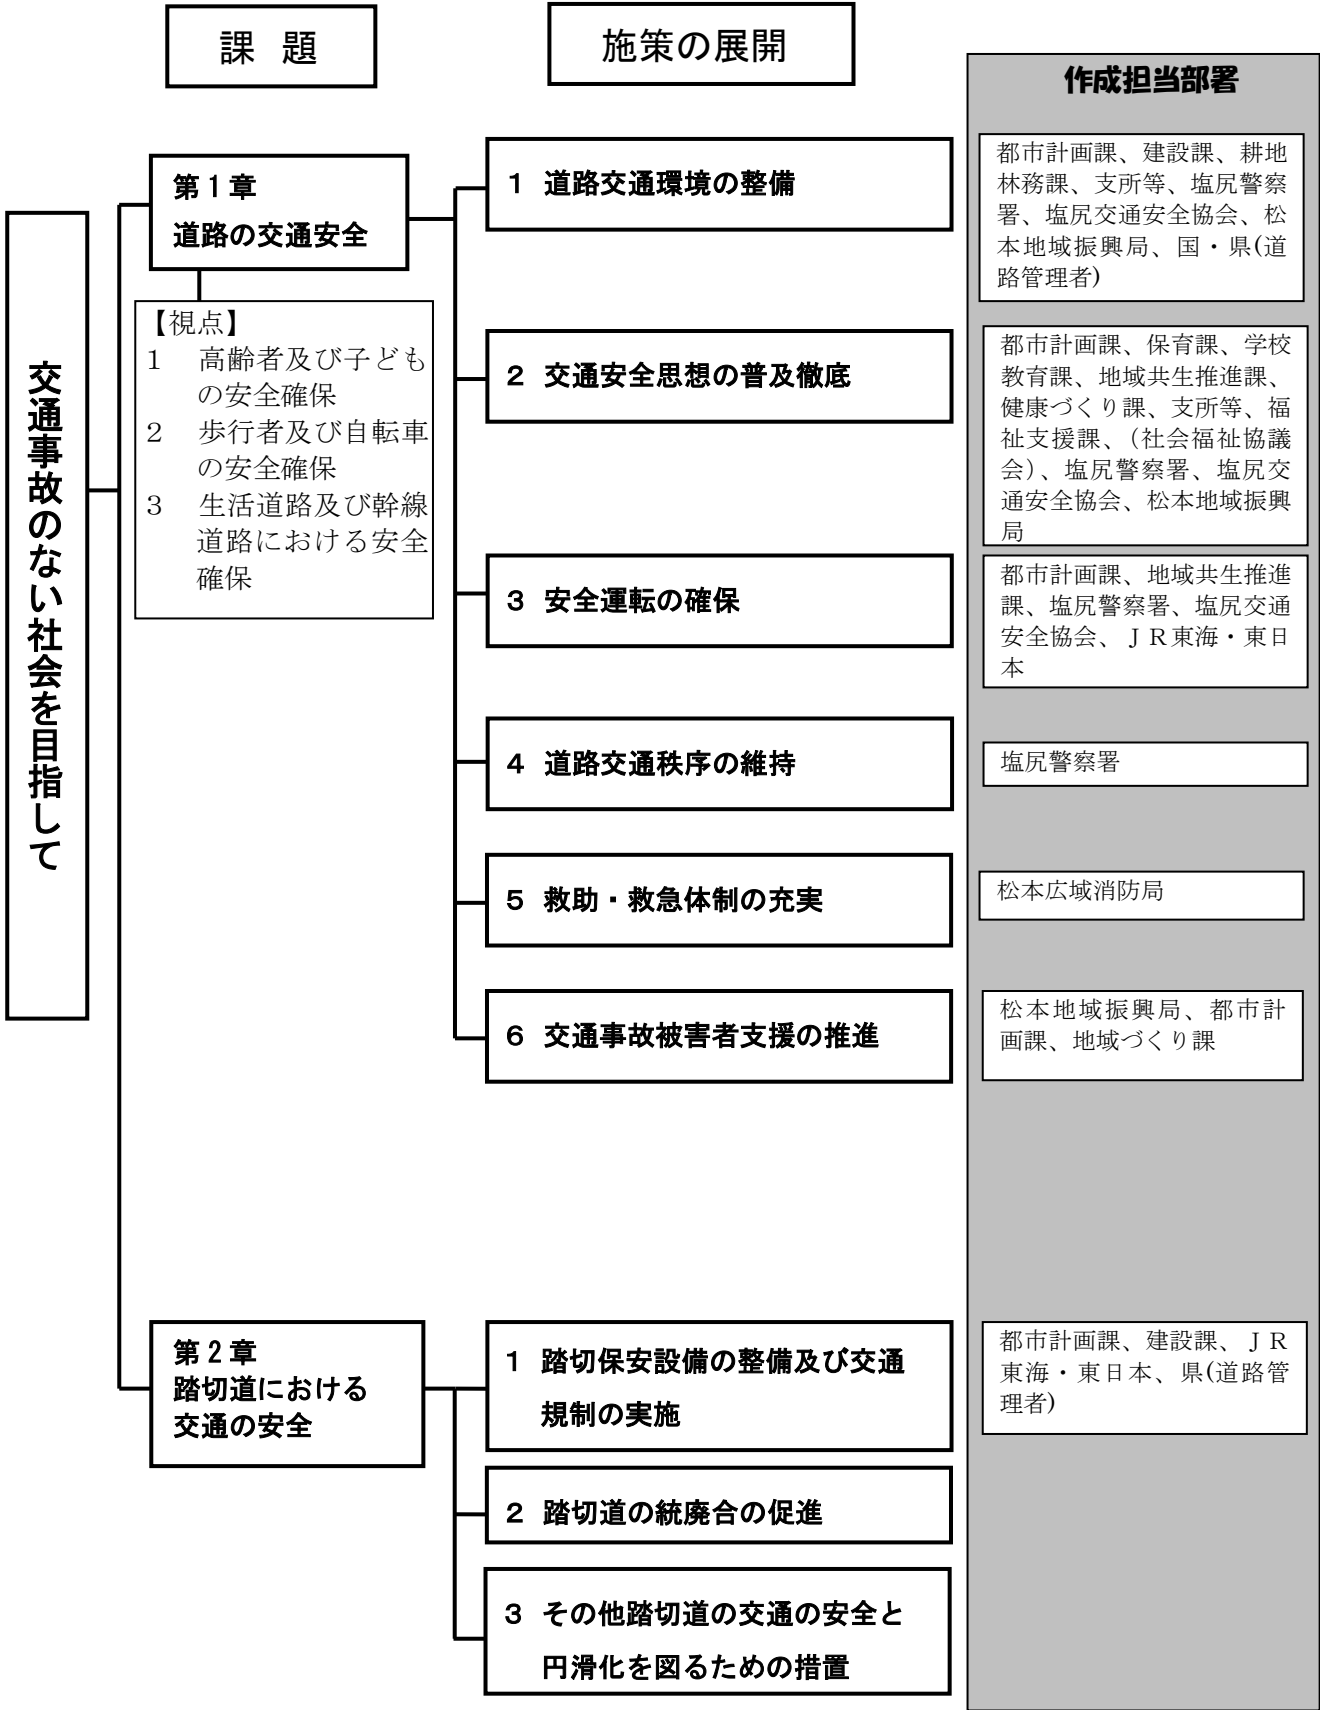 課 題
施策の展開
作成担当部署
交通事故のない社会を目指して
第1章
道路の交通安全
【視点】
1 高齢者及び子ども
の安全確保
2 歩行者及び自転車
の安全確保
3 生活道路及び幹線
道路における安全
確保
1 道路交通環境の整備
都市計画課、建設課、耕地
林務課、支所等、塩尻警察
署、塩尻交通安全協会、松
本地域振興局、国・県(道
路管理者)
2 交通安全思想の普及徹底
都市計画課、保育課、学校
教育課、地域共生推進課、
健康づくり課、支所等、福
祉支援課、(社会福祉協議
会)、塩尻警察署、塩尻交
通安全協会、松本地域振興
局
3 安全運転の確保
都市計画課、地域共生推進
課、塩尻警察署、塩尻交通
安全協会、JR東海・東日
本
4 道路交通秩序の維持
塩尻警察署
5 救助・救急体制の充実
松本広域消防局
6 交通事故被害者支援の推進
松本地域振興局、都市計
画課、地域づくり課
第2章
踏切道における
交通の安全
1 踏切保安設備の整備及び交通
規制の実施
都市計画課、建設課、JR
東海・東日本、県(道路管
理者)
2 踏切道の統廃合の促進
3 その他踏切道の交通の安全と
円滑化を図るための措置